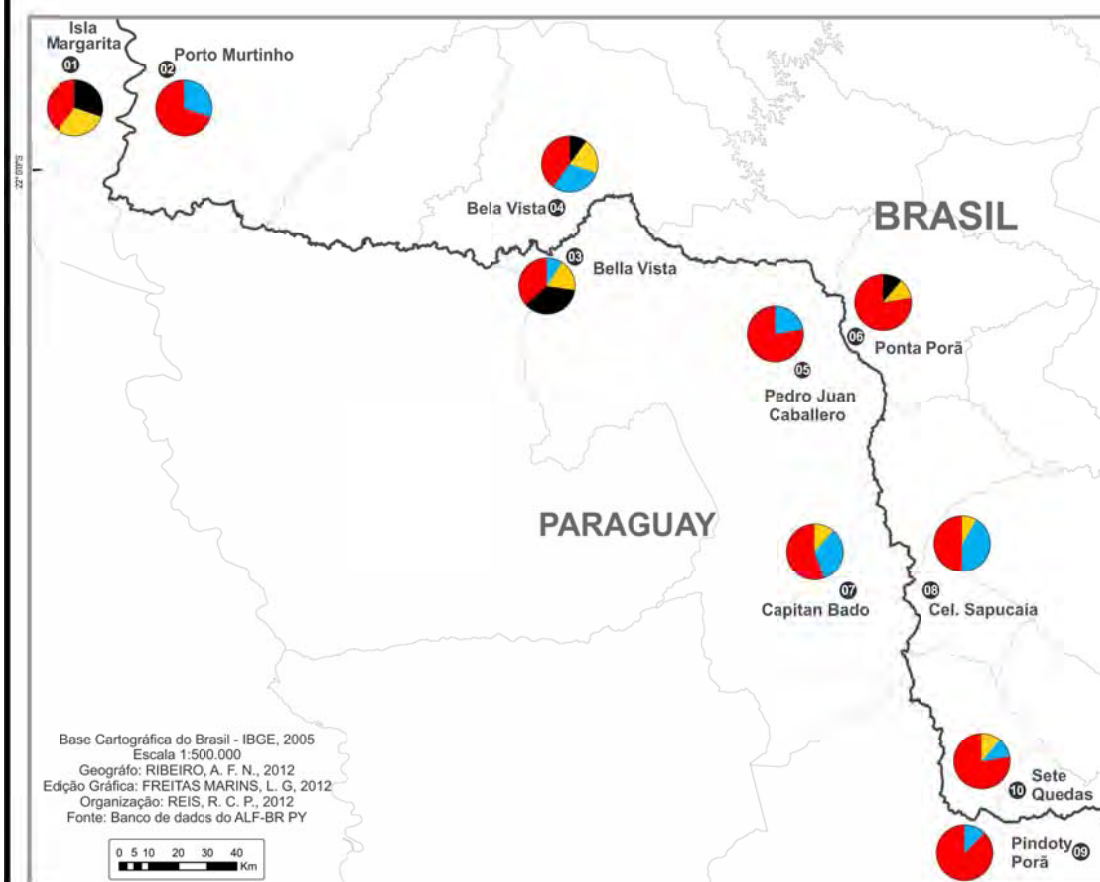 Isla
Margarita
01
02
Porto Murtinho
Bela Vista 04
03
Bella Vista
BRASIL
06
Ponta Porã
05
Pedro Juan
Caballero
PARAGUAY
07
Capitan Bado
08
Cel. Sapucaia
Base Cartográfica do Brasil - IBGE, 2005
Escala 1:500.000
Geográfo: RIBEIRO, A. F. N., 2012
Edição Gráfica: FREITAS MARINS, L. G, 2012
Organização: REIS, R. C. P., 2012
Fonte: Banco de dados do ALF-BR PY
0 5 10 20 30 40
Km
10 Sete
Quedas
Pindoty 09
Porã